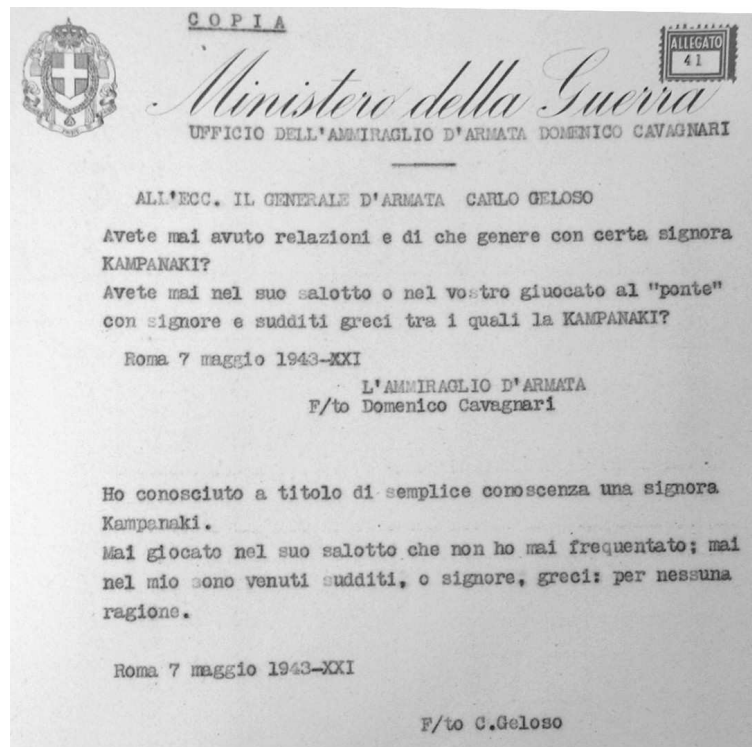 COPIA
ALLEGATO
41
Ministero della Guerra
UFFICIO DELL'AMMIRAGLIO D'ARMATA DOMENICO CAVAGNARI
ALL'ECC. IL GENERALE D'ARMATA CARLO GELOSO
Avete mai avuto relazioni e di che genere con certa signora
KAMPANAKI?
Avete mai nel suo salotto o nel vostro giuocato al "ponte"
con signore e sudditi greci tra i quali la KAMPANAKI?
Roma 7 maggio 1943-XXI
L'AMMIRAGLIO D'ARMATA
F/to Domenico Cavagnari
Ho conosciuto a titolo di semplice conoscenza una signora
Kampanaki.
Mai giocato nel suo salotto che non ho mai frequentato; mai
nel mio sono venuti sudditi, o signore, greci: per nessuna
ragione.
Roma 7 maggio 1943-XXI
F/to C.Geloso